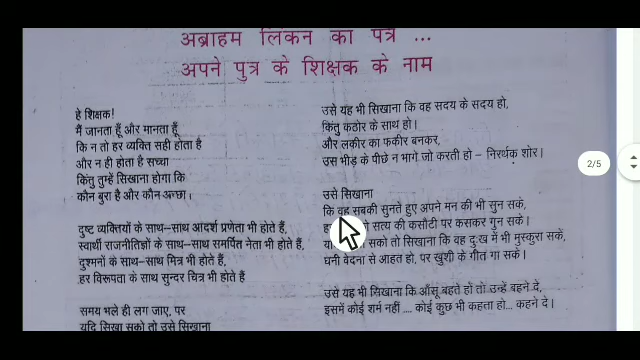 अब्राहम लिंकन का पत्र ...
अपने पुत्र के शिक्षक के नाम
हे शिक्षक!
मैं जानता हूँ और मानता हूँ
कि न तो हर व्यक्ति सही होता है
और न ही होता है सच्चा
किंतु तुम्हें सिखाना होगा कि
कौन बुरा है और कौन अच्छा।
दुष्ट व्यक्तियों के साथ-साथ आदर्श प्रणेता भी होते हैं,
स्वार्थी राजनीतिज्ञों के साथ-साथ समर्पित नेता भी होते हैं,
दुश्मनों के साथ-साथ मित्र भी होते हैं,
हर विरूपता के साथ सुन्दर चित्र भी होते हैं
समय भले ही लग जाए, पर
यदि सिखा सको तो उसे सिखाना
उसे यह भी सिखाना कि वह सदय के सदय हो,
किंतु कठोर के साथ हो।
और लकीर का फकीर बनकर,
उस भीड़ के पीछे न भागे जो करती हो – निरर्थक शोर।
उसे सिखाना
कि वह सबकी सुनते हुए अपने मन की भी सुन सके,
सत्य की कसौटी पर कसकर गुन सके।
सको तो सिखाना कि वह दुःख में भी मुस्कुरा सके,
घनी वेदना से आहत हो, पर खुशी के गीत गा सके।
उसे यह भी सिखाना कि आँसू बहते हों तो उन्हें बहने दे,
इसमें कोई शर्म नहीं .... कोई कुछ भी कहता हो... कहने दे।
2/5